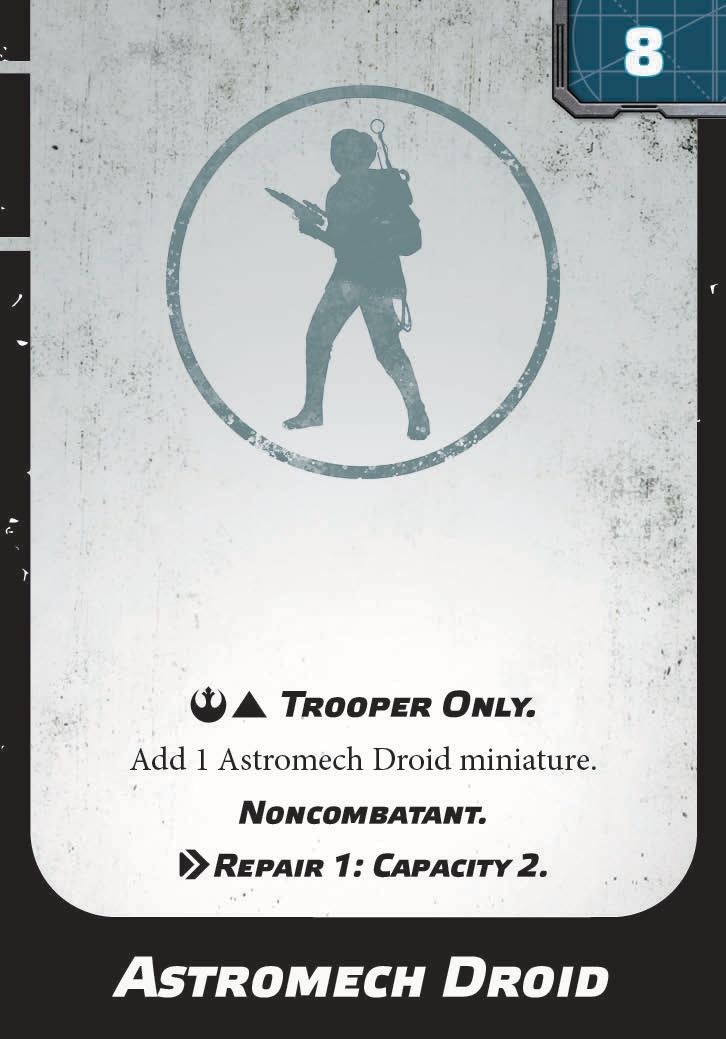 8
Trooper Only.
Add 1 Astromech Droid miniature.
Noncombatant.
Repair 1: Capacity 2.
Astromech Droid